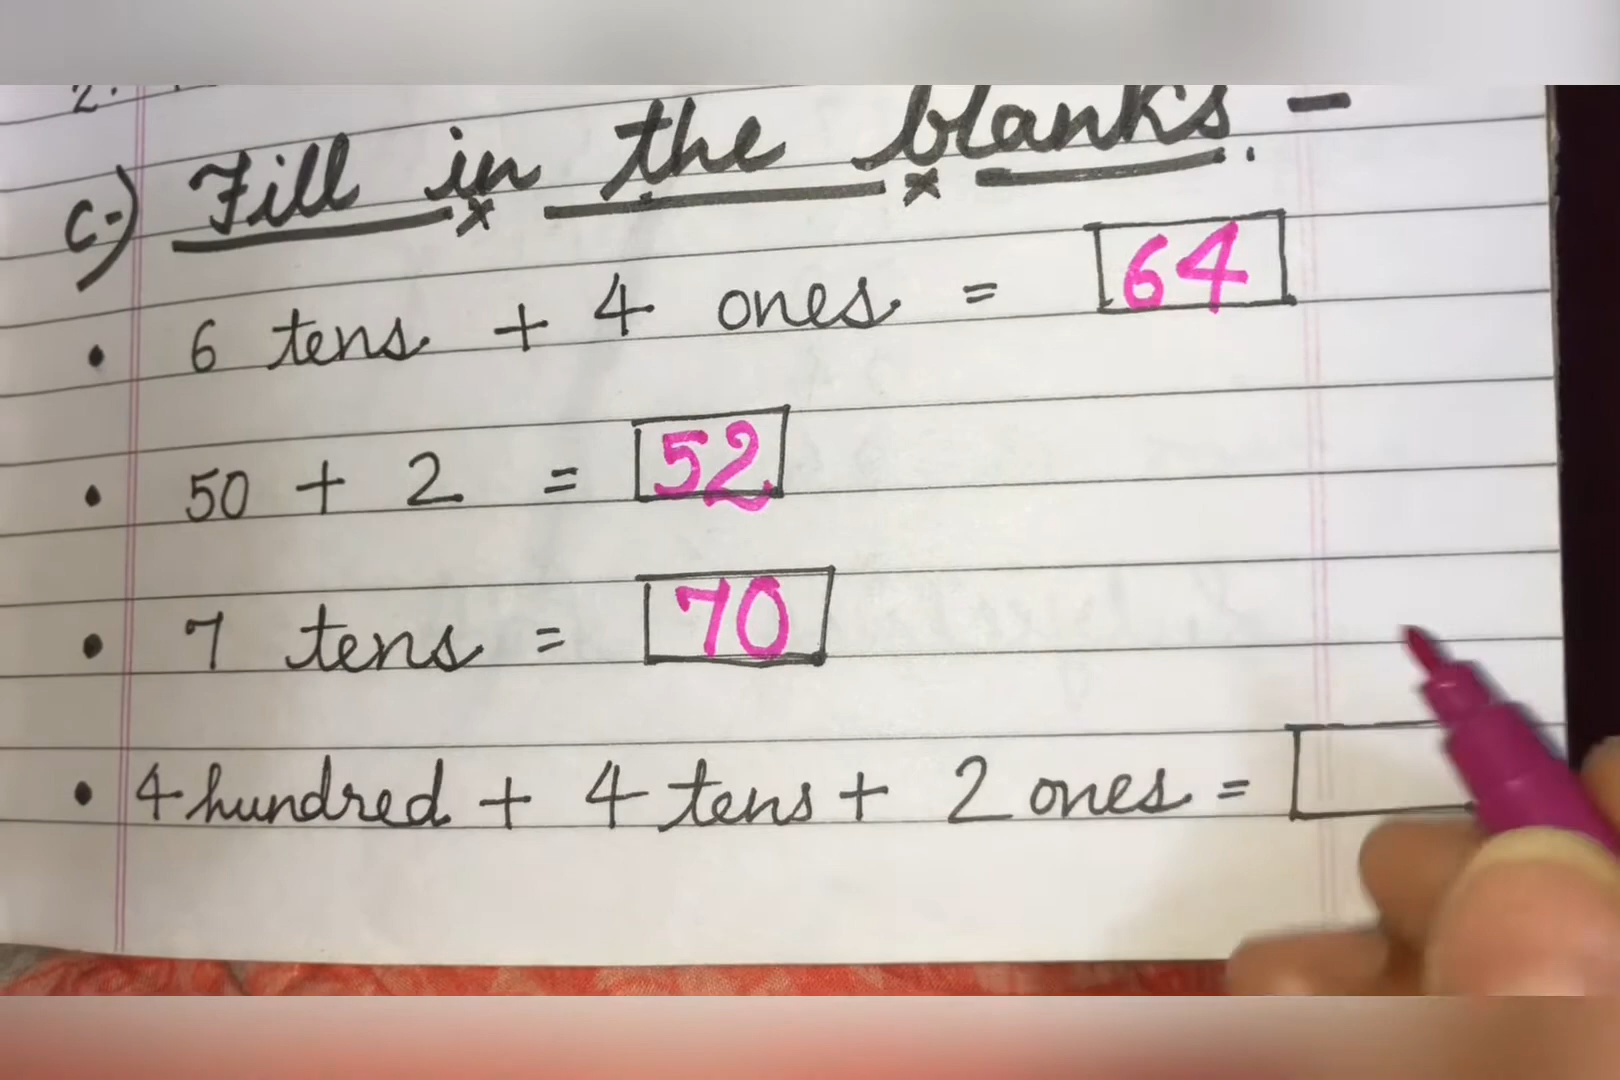 2.
c.) Fill in the blanks. -
• 6 tens + 4 ones = 64
• 50 + 2 = 52
• 7 tens = 70
• 4 hundred + 4 tens + 2 ones =